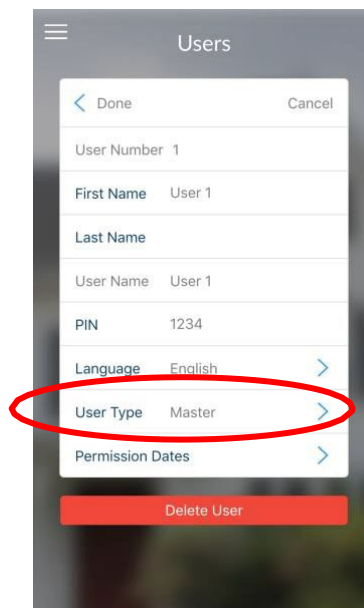 Users
Done Cancel
User Number 1
First Name User 1
Last Name
User Name User 1
PIN 1234
Language English
User Type Master
Permission Dates
Delete User